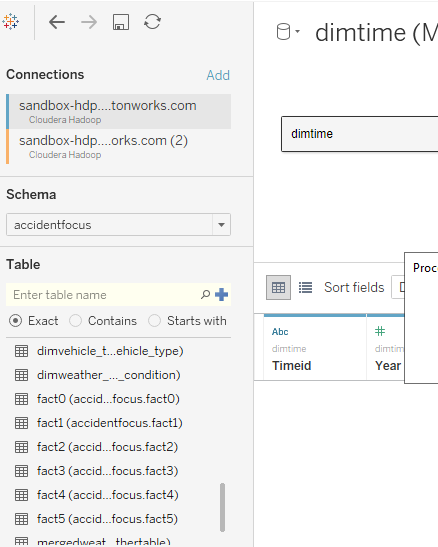 dimtime (M
Connections
Add
sandbox-hdp....tonworks.com
Cloudera Hadoop
sandbox-hdp....orks.com (2)
Cloudera Hadoop
dimtime
Schema
accidentfocus
Table
Enter table name
Exact
Contains
Starts with
dimvehicle_t...ehicle_type)
dimweather_..._condition)
fact0 (accid...focus.fact0)
fact1 (accidentfocus.fact1)
fact2 (accid...focus.fact2)
fact3 (accid...focus.fact3)
fact4 (accid...focus.fact4)
fact5 (accid...focus.fact5)
mergedweat...thertable)
Proc
Sort fields
Abc
dimtime
Timeid
#
dimtim
Year